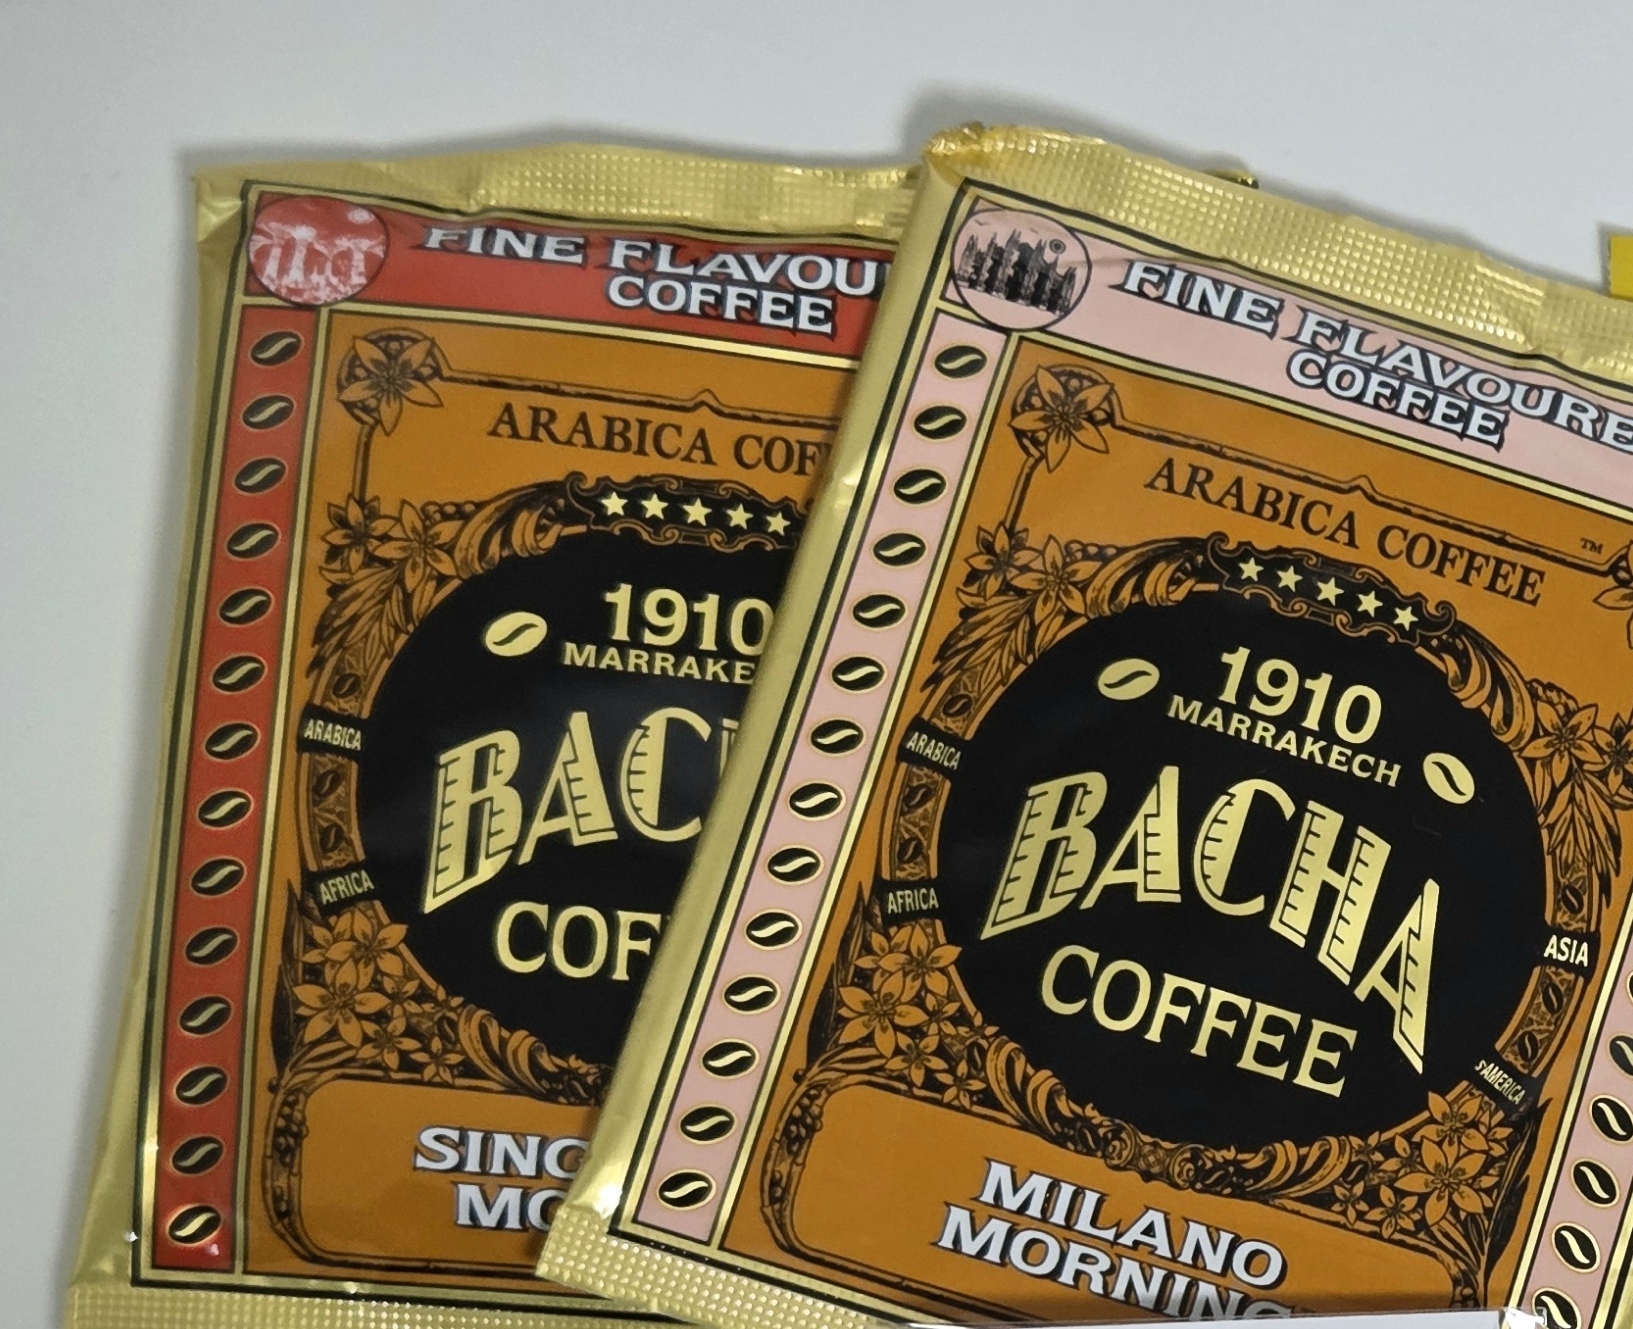 FINE FLAVOU
COFFEE
ARABICA COF
1910
MARRAKE
BAC
COF
ARABICA
AFRICA
SING
MO
FINE FLAVOURE
COFFEE
ARABICA COFFEE
TM
1910
MARRAKECH
BACHA
COFFEE
ARABICA
AFRICA
ASIA
S.AMERICA
MILANO
MORNING